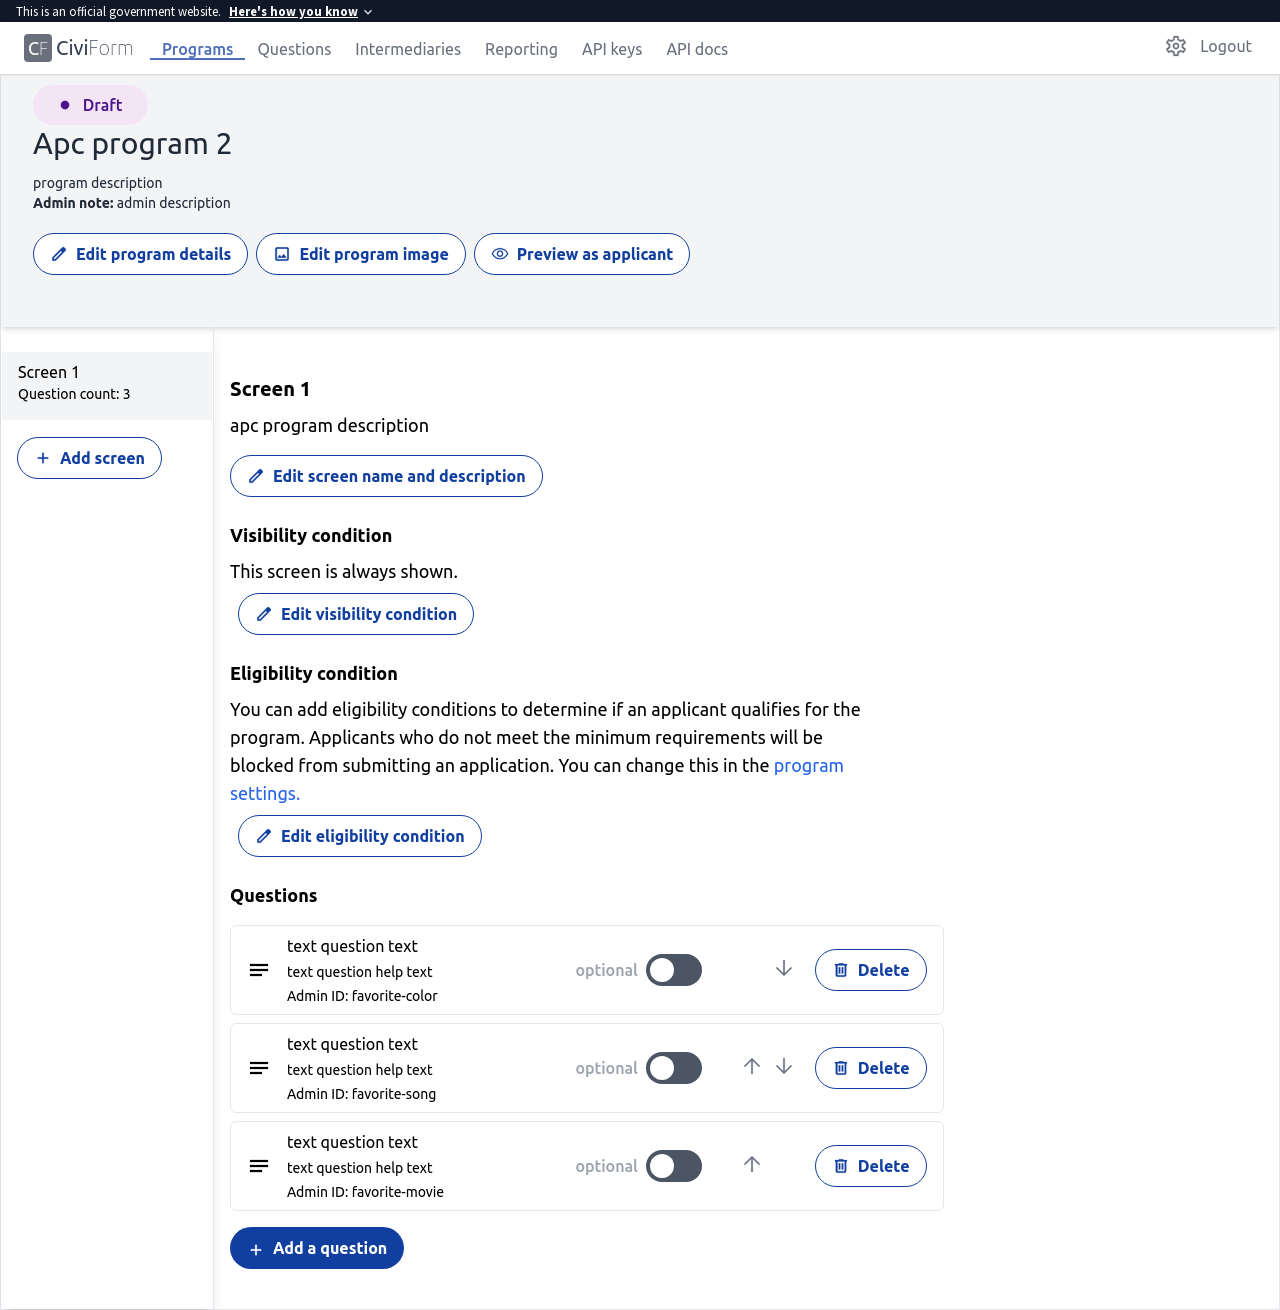 This is an official government website. Here's how you know
CF CiviForm Programs Questions Intermediaries Reporting API keys API docs Logout
Draft
Apc program 2
program description
Admin note: admin description
Edit program details Edit program image Preview as applicant
Screen 1
Question count: 3
Add screen
Screen 1
apc program description
Edit screen name and description
Visibility condition
This screen is always shown.
Edit visibility condition
Eligibility condition
You can add eligibility conditions to determine if an applicant qualifies for the
program. Applicants who do not meet the minimum requirements will be
blocked from submitting an application. You can change this in the program
settings.
Edit eligibility condition
Questions
text question text
text question help text
Admin ID: favorite-color
optional
Delete
text question text
text question help text
Admin ID: favorite-song
optional
Delete
text question text
text question help text
Admin ID: favorite-movie
optional
Delete
Add a question